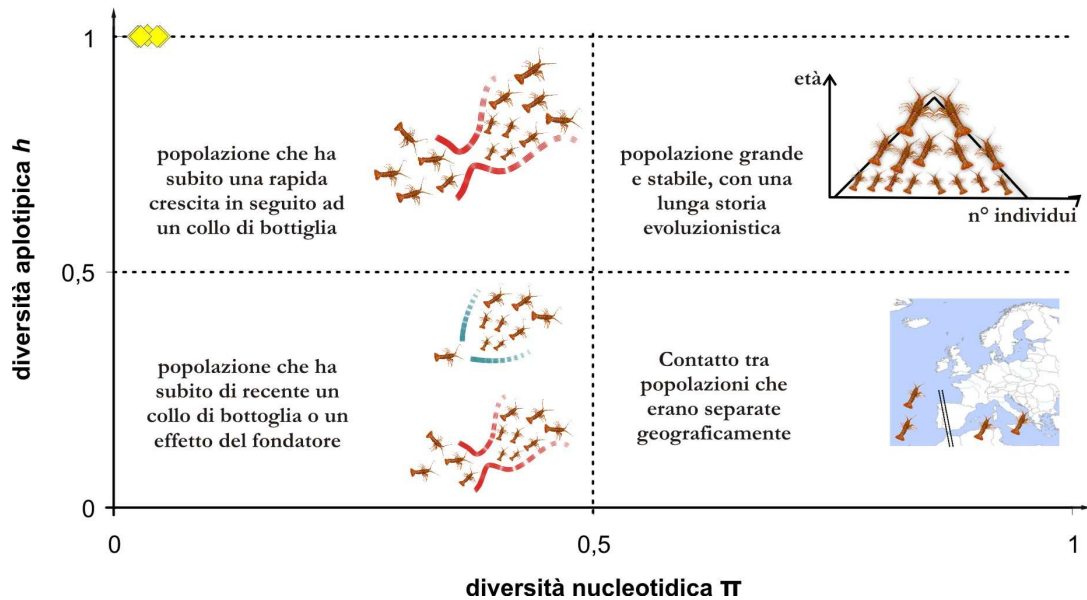 1
età
popolazione che ha
subito una rapida
crescita in seguito ad
un collo di bottiglia
popolazione grande
e stabile, con una
lunga storia
evoluzionistica
n° individui
diversità aplotipica h
0,5
popolazione che ha
subito di recente un
collo di bottoglia o un
effetto del fondatore
Contatto tra
popolazioni che
erano separate
geograficamente
0
0
0,5
1
diversità nucleotidica π